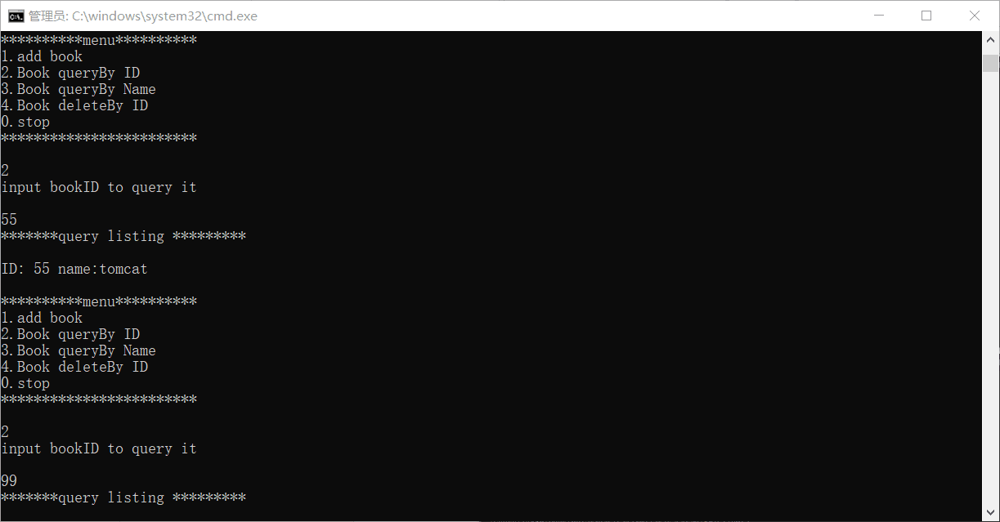 管理员: C:\windows\system32\cmd.exe
**********menu**********
1.add book
2.Book queryBy ID
3.Book queryBy Name
4.Book deleteBy ID
0.stop
************************
2
input bookID to query it
55
*******query listing *********
ID: 55 name:tomcat
**********menu**********
1.add book
2.Book queryBy ID
3.Book queryBy Name
4.Book deleteBy ID
0.stop
************************
2
input bookID to query it
99
*******query listing *********